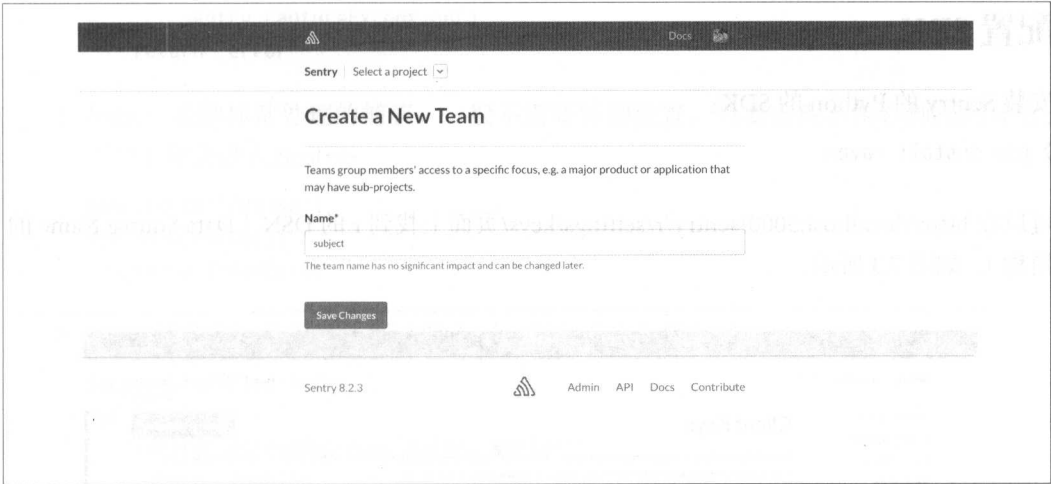 Docs
Sentry Select a project
Create a New Team
Teams group members' access to a specific focus, e.g. a major product or application that
may have sub-projects.
Name*
subject
The team name has no significant impact and can be changed later.
Save Changes
Sentry 8.2.3 Admin API Docs Contribute